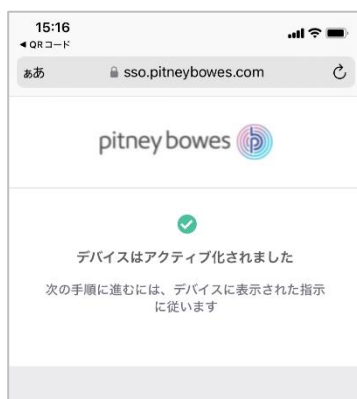 15:16
◀ QRコード
ぁあ sso.pitneybowes.com
pitney bowes
デバイスはアクティブ化されました
次の手順に進むには、デバイスに表示された指示
に従います